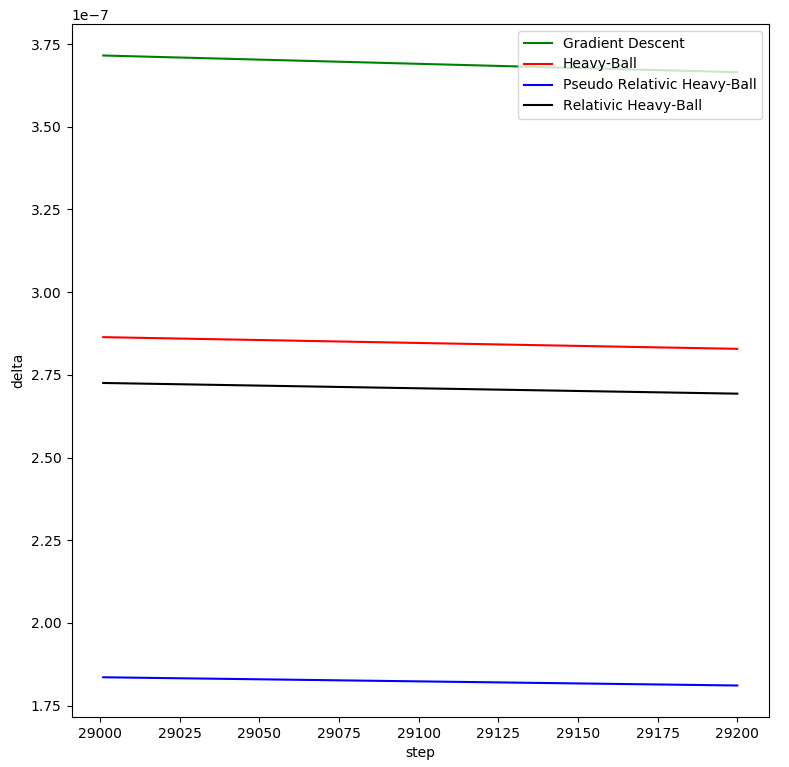 1e−7
3.75
3.50
3.25
3.00
2.75
2.50
2.25
2.00
1.75
delta
Gradient Descent
Heavy-Ball
Pseudo Relativic Heavy-Ball
Relativic Heavy-Ball
29000 29025 29050 29075 29100 29125 29150 29175 29200
step